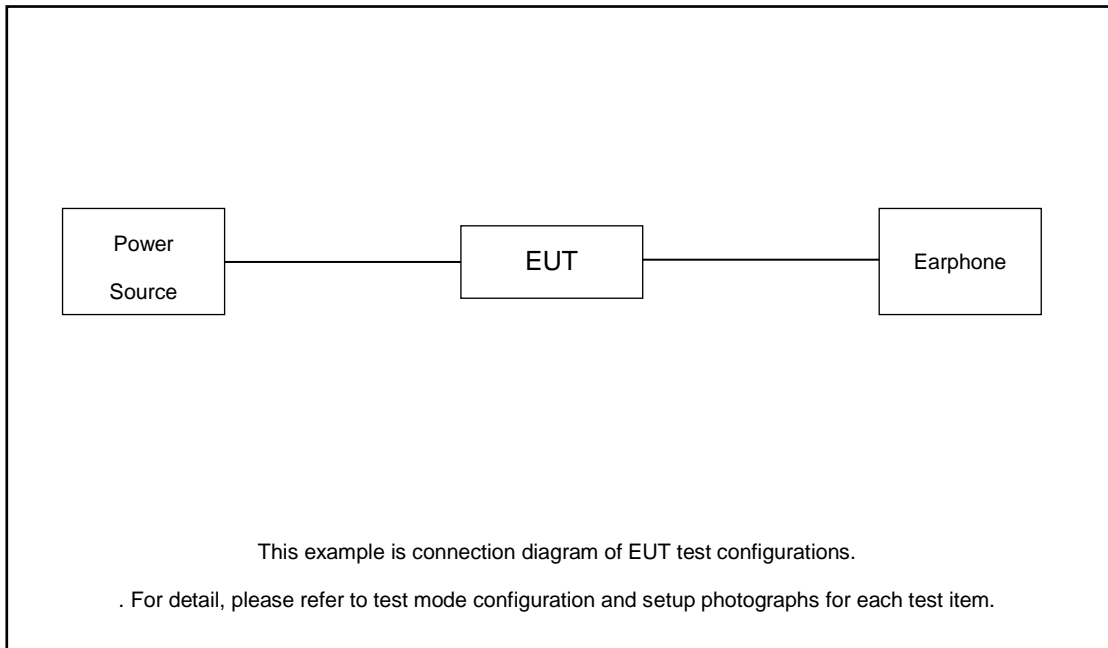 Power
Source
EUT
Earphone
This example is connection diagram of EUT test configurations.
. For detail, please refer to test mode configuration and setup photographs for each test item.